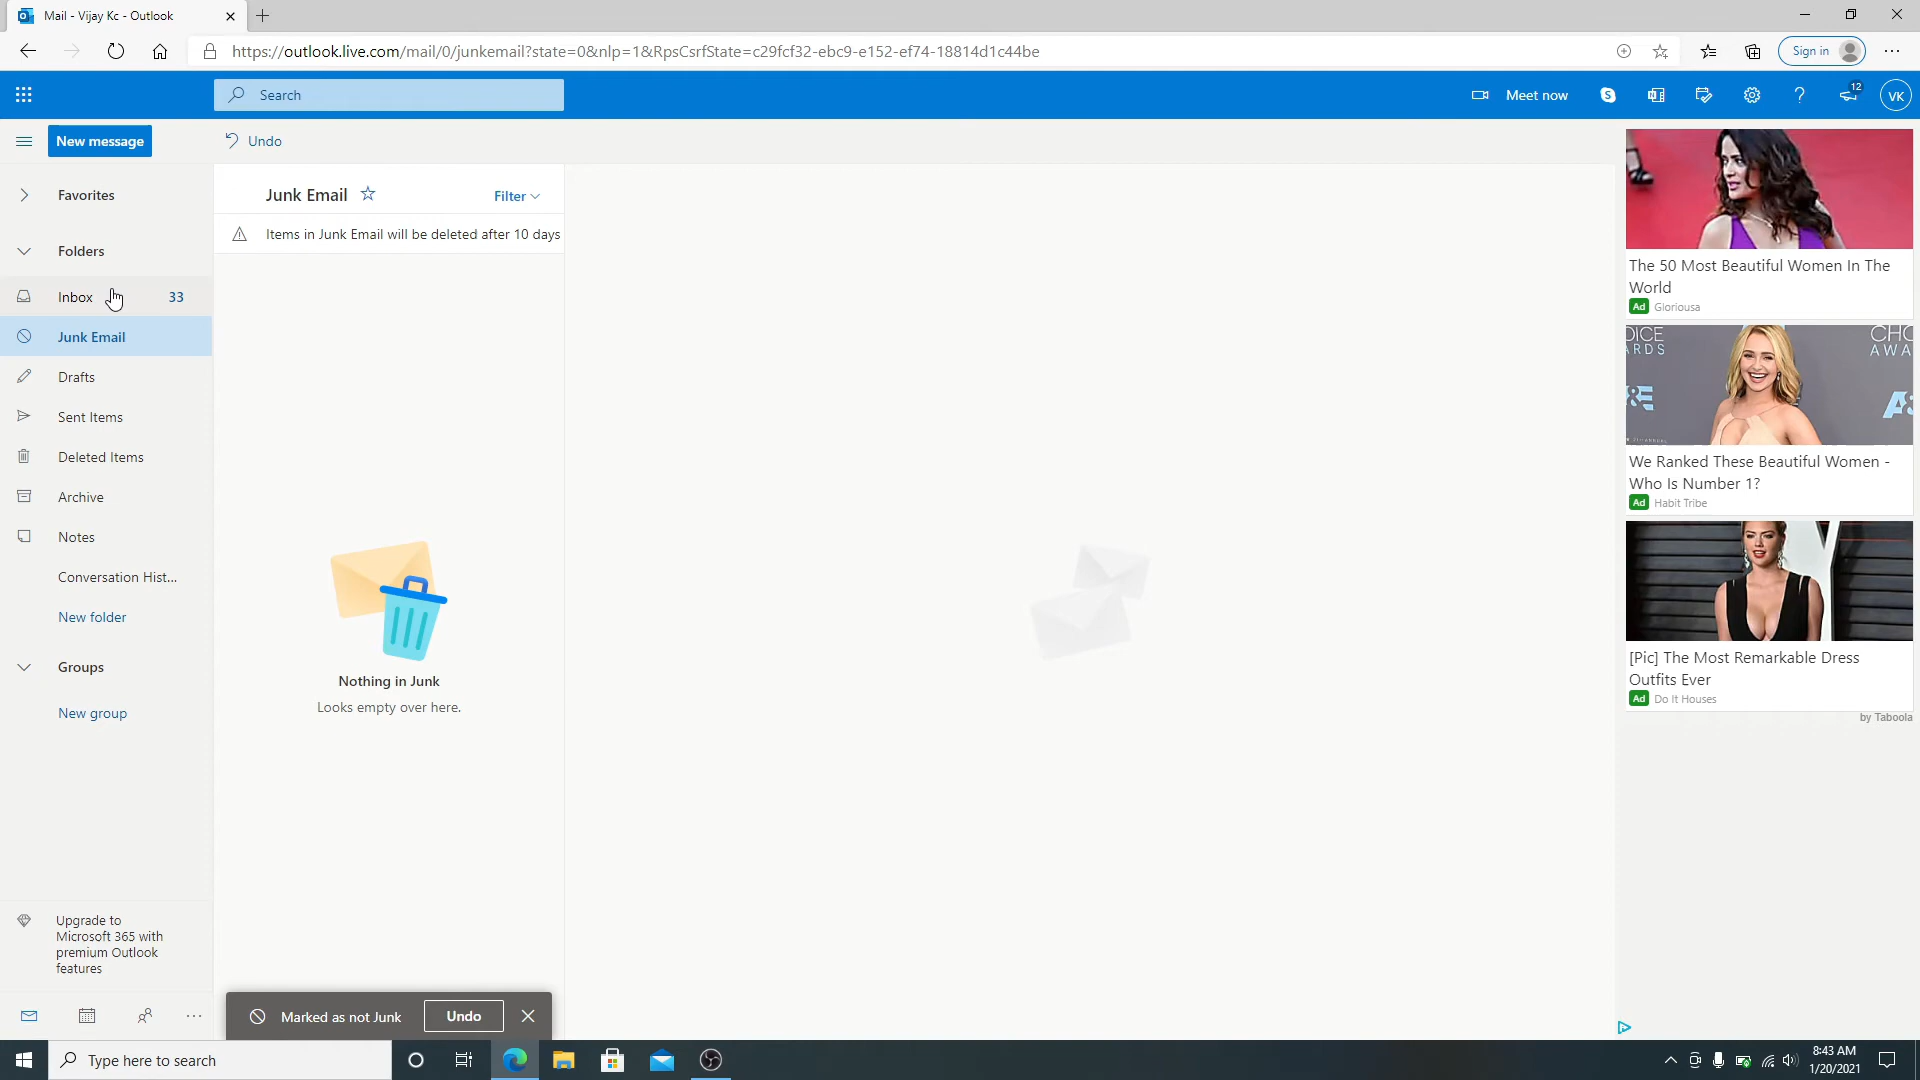 Mail - Vijay Kc - Outlook
https://outlook.live.com/mail/0/junkemail?state=0&nlp=1&RpsCsrfState=c29fcf32-ebc9-e152-ef74-18814d1c44be
Sign in
Search
Meet now
12
VK
New message
Undo
Favorites
Folders
Inbox 33
Junk Email
Drafts
Sent Items
Deleted Items
Archive
Notes
Conversation Hist...
New folder
Groups
New group
Upgrade to
Microsoft 365 with
premium Outlook
features
Junk Email
Filter
Items in Junk Email will be deleted after 10 days
Nothing in Junk
Looks empty over here.
Marked as not Junk
Undo
The 50 Most Beautiful Women In The
World
Ad Gloriousa
We Ranked These Beautiful Women -
Who Is Number 1?
Ad Habit Tribe
[Pic] The Most Remarkable Dress
Outfits Ever
Ad Do It Houses
by Taboola
Type here to search
8:43 AM
1/20/2021